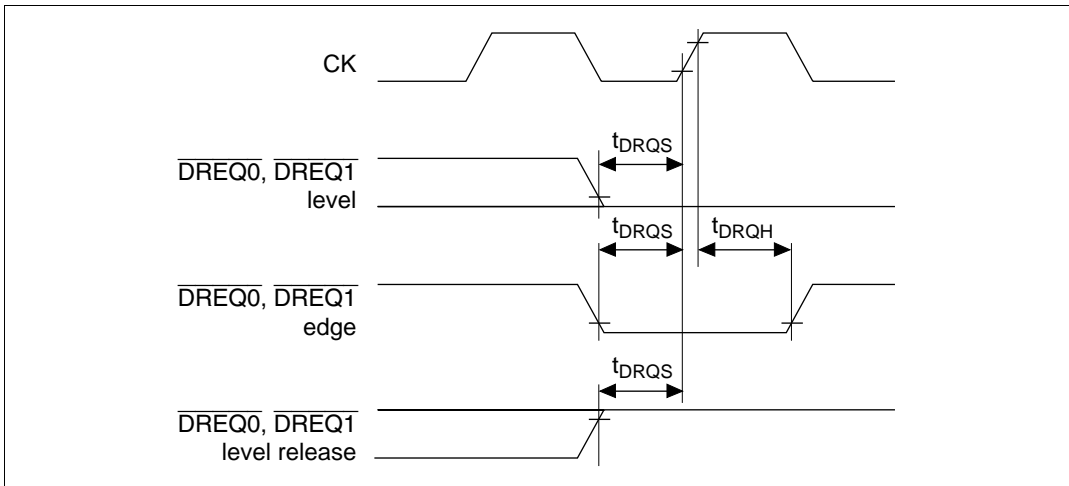 CK
tDRQS
DREQ0, DREQ1
level
tDRQS
tDRQH
DREQ0, DREQ1
edge
tDRQS
DREQ0, DREQ1
level release